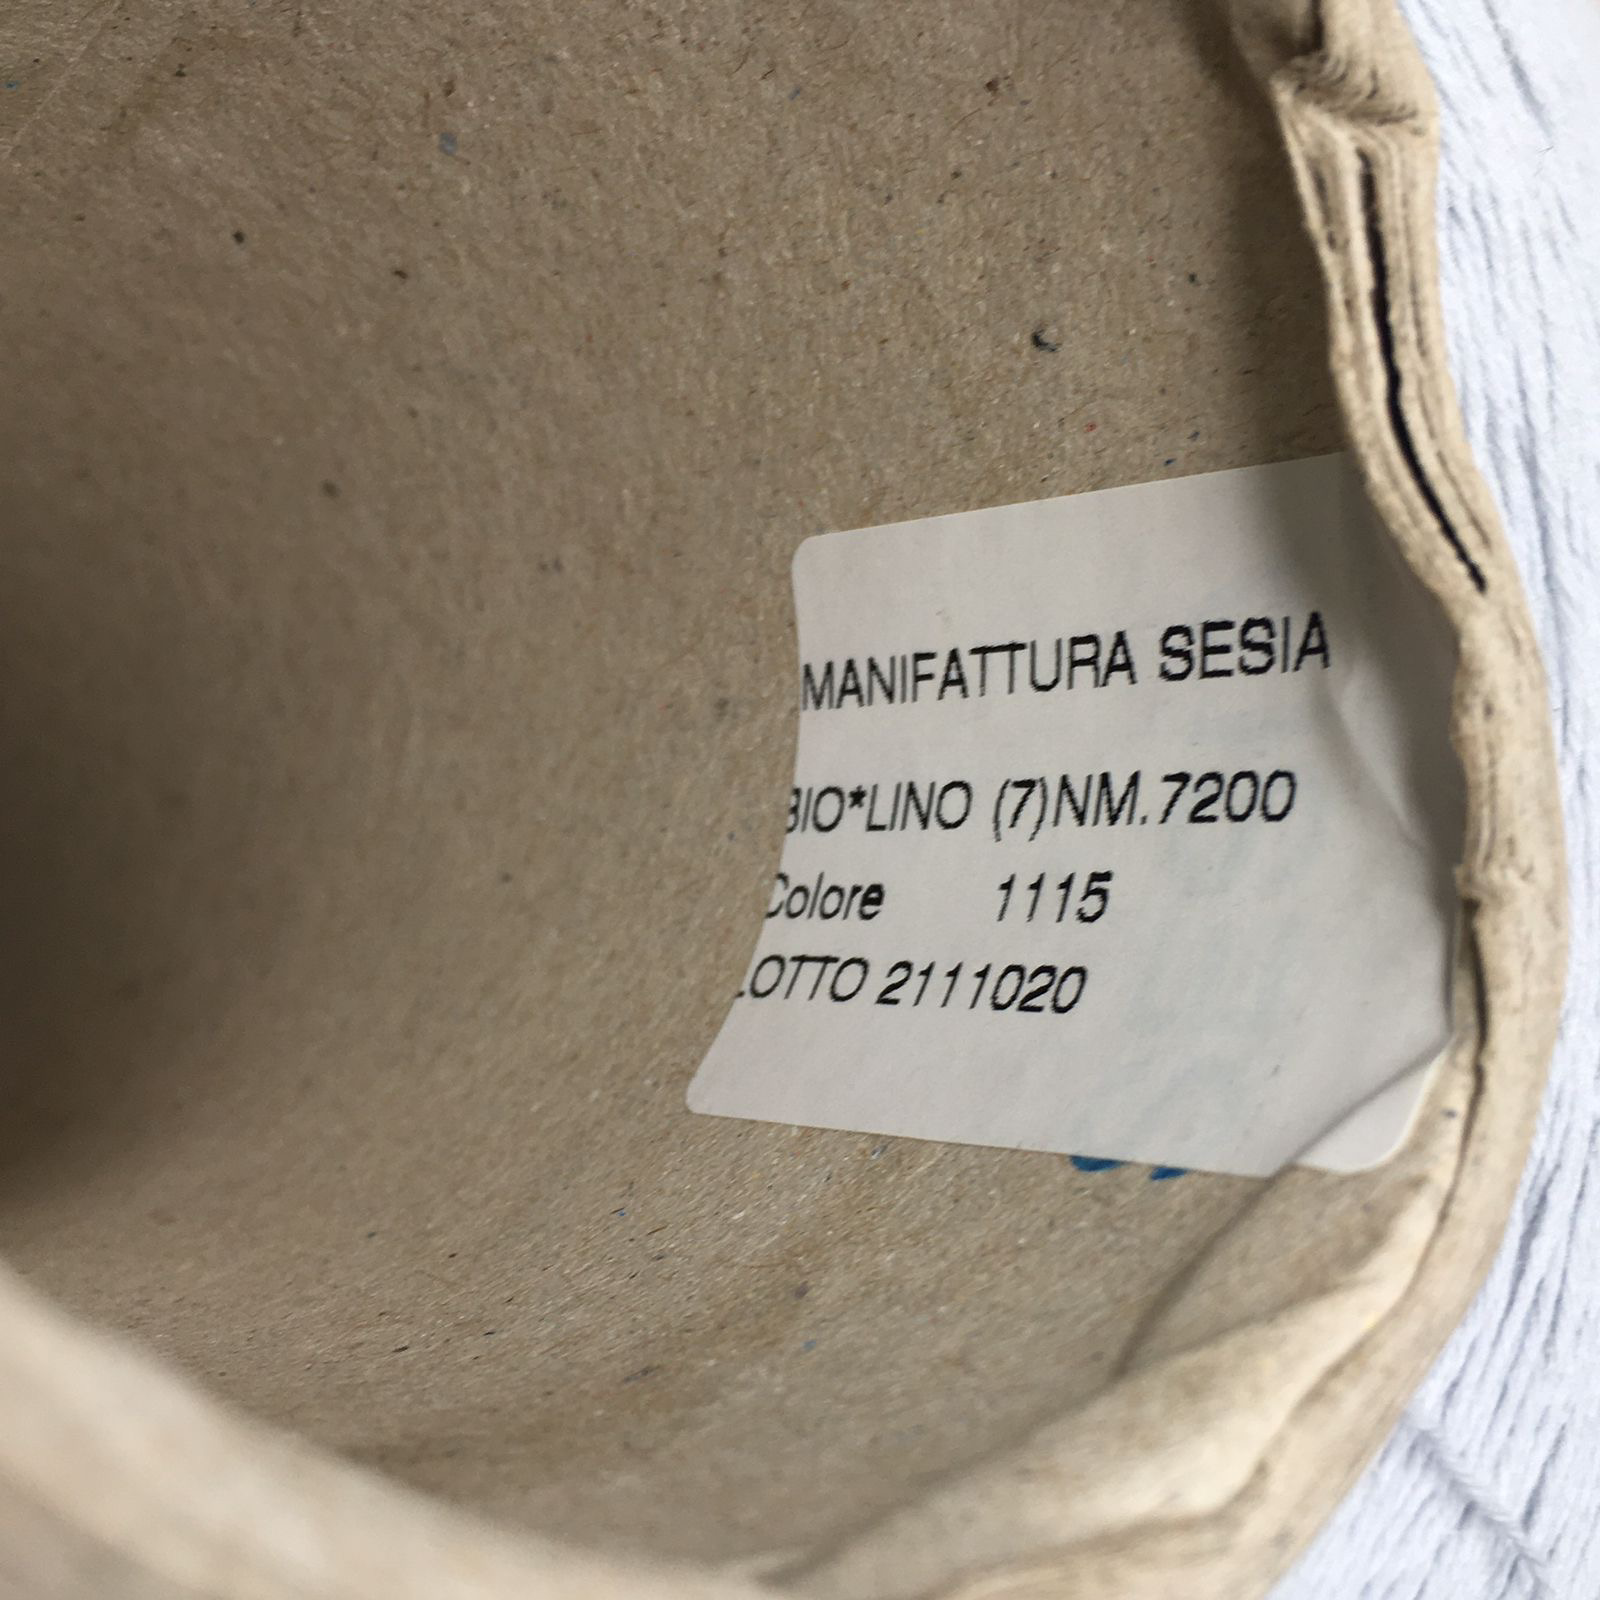 MANIFATTURA SESIA
BIO*LINO (7)NM.7200
Colore 1115
LOTTO 2111020